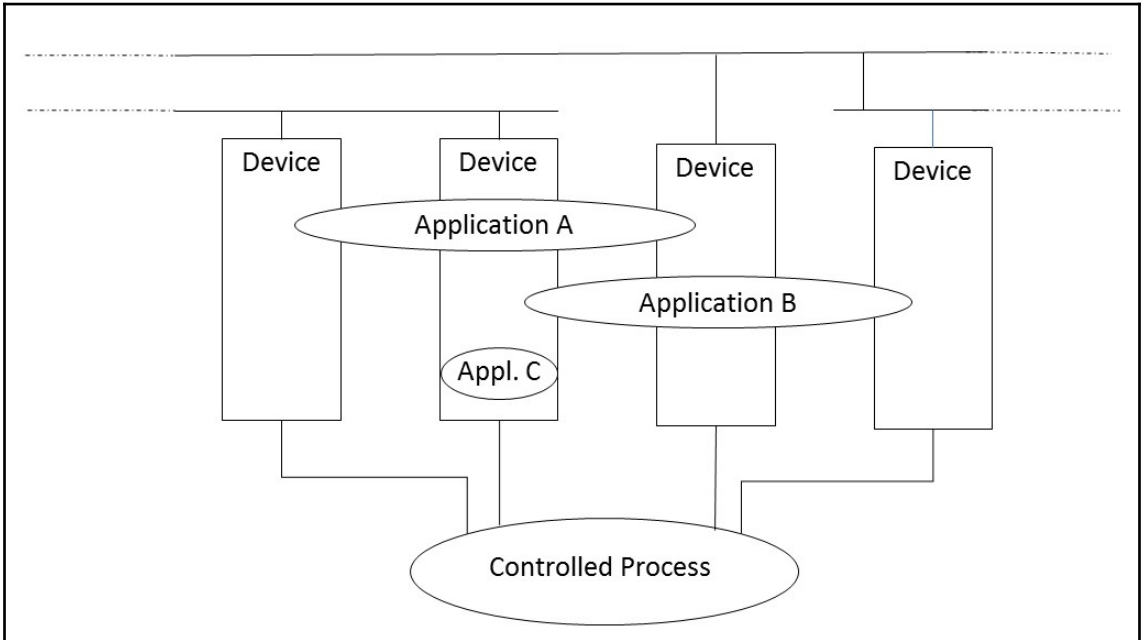 Device
Device
Device
Device
Application A
Application B
Appl. C
Controlled Process